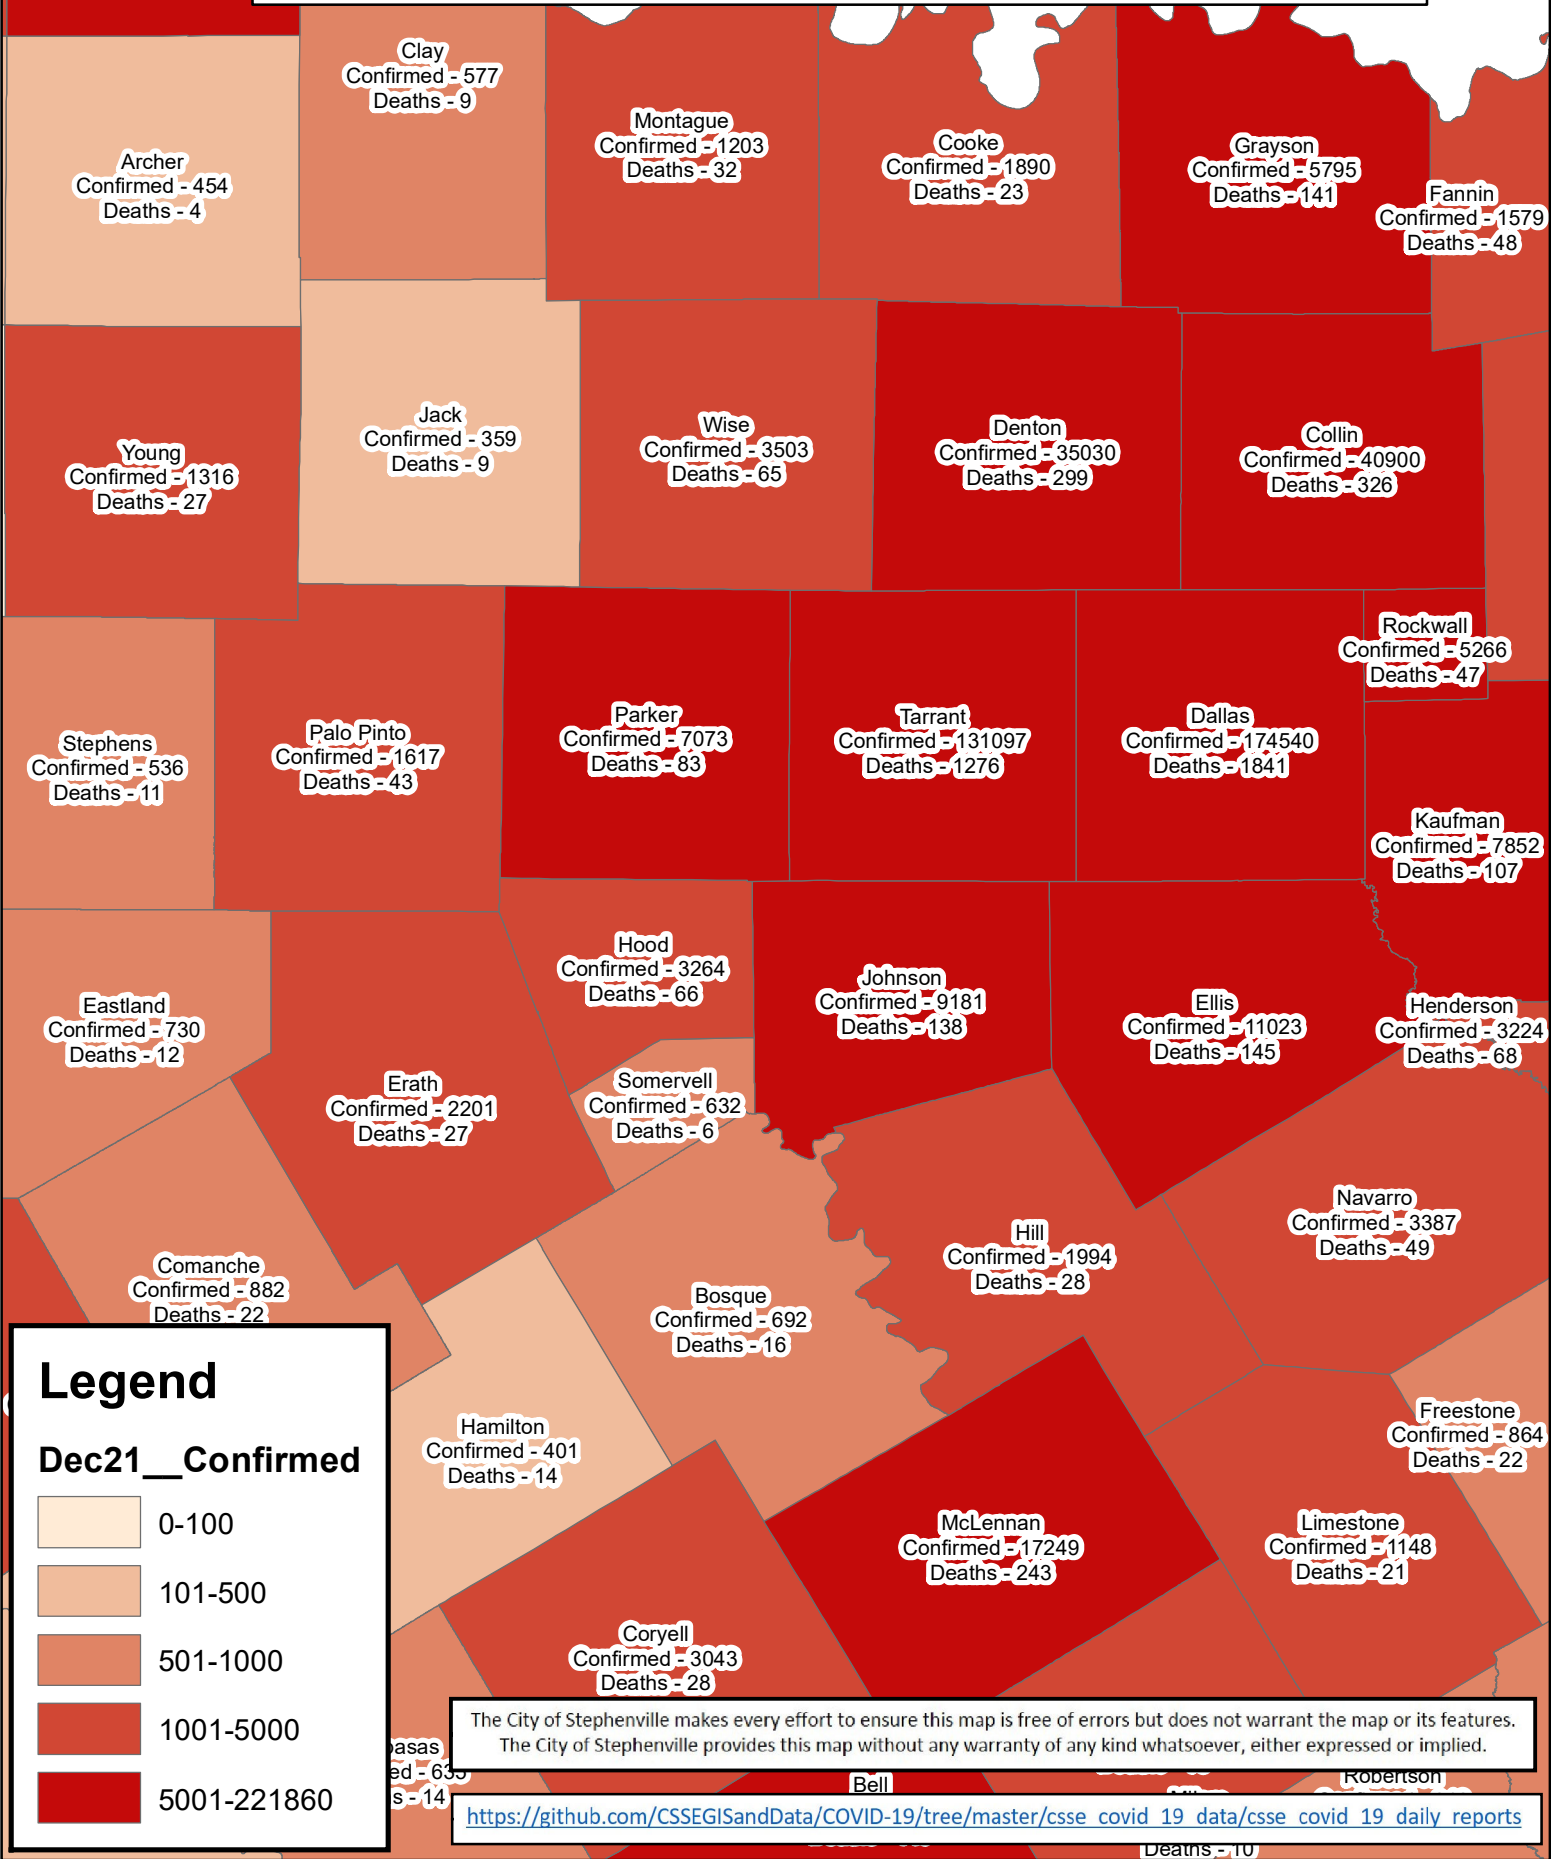 Clay
Confirmed - 577
Deaths - 9
Montague
Confirmed - 1203
Deaths - 32
Cooke
Confirmed - 1890
Deaths - 23
Grayson
Confirmed - 5795
Deaths - 141
Archer
Confirmed - 454
Deaths - 4
Fannin
Confirmed - 1579
Deaths - 48
Jack
Confirmed - 359
Deaths - 9
Wise
Confirmed - 3503
Deaths - 65
Denton
Confirmed - 35030
Deaths - 299
Collin
Confirmed - 40900
Deaths - 326
Young
Confirmed - 1316
Deaths - 27
Rockwall
Confirmed - 5266
Deaths - 47
Stephens
Confirmed - 536
Deaths - 11
Palo Pinto
Confirmed - 1617
Deaths - 43
Parker
Confirmed - 7073
Deaths - 83
Tarrant
Confirmed - 131097
Deaths - 1276
Dallas
Confirmed - 174540
Deaths - 1841
Kaufman
Confirmed - 7852
Deaths - 107
Hood
Confirmed - 3264
Deaths - 66
Johnson
Confirmed - 9181
Deaths - 138
Ellis
Confirmed - 11023
Deaths - 145
Henderson
Confirmed - 3224
Deaths - 68
Eastland
Confirmed - 730
Deaths - 12
Erath
Confirmed - 2201
Deaths - 27
Somervell
Confirmed - 632
Deaths - 6
Navarro
Confirmed - 3387
Deaths - 49
Hill
Confirmed - 1994
Deaths - 28
Comanche
Confirmed - 882
Deaths - 22
Bosque
Confirmed - 692
Deaths - 16
Hamilton
Confirmed - 401
Deaths - 14
Freestone
Confirmed - 864
Deaths - 22
McLennan
Confirmed - 17249
Deaths - 243
Limestone
Confirmed - 1148
Deaths - 21
Coryell
Confirmed - 3043
Deaths - 28
Legend
Dec21__Confirmed
0-100
101-500
501-1000
1001-5000
5001-221860
asas
ed - 635
s - 14
The City of Stephenville makes every effort to ensure this map is free of errors but does not warrant the map or its features.
The City of Stephenville provides this map without any warranty of any kind whatsoever, either expressed or implied.
Bell
Robertson
https://github.com/CSSEGISandData/COVID-19/tree/master/csse_covid_19_data/csse_covid_19_daily_reports
Deaths - 10